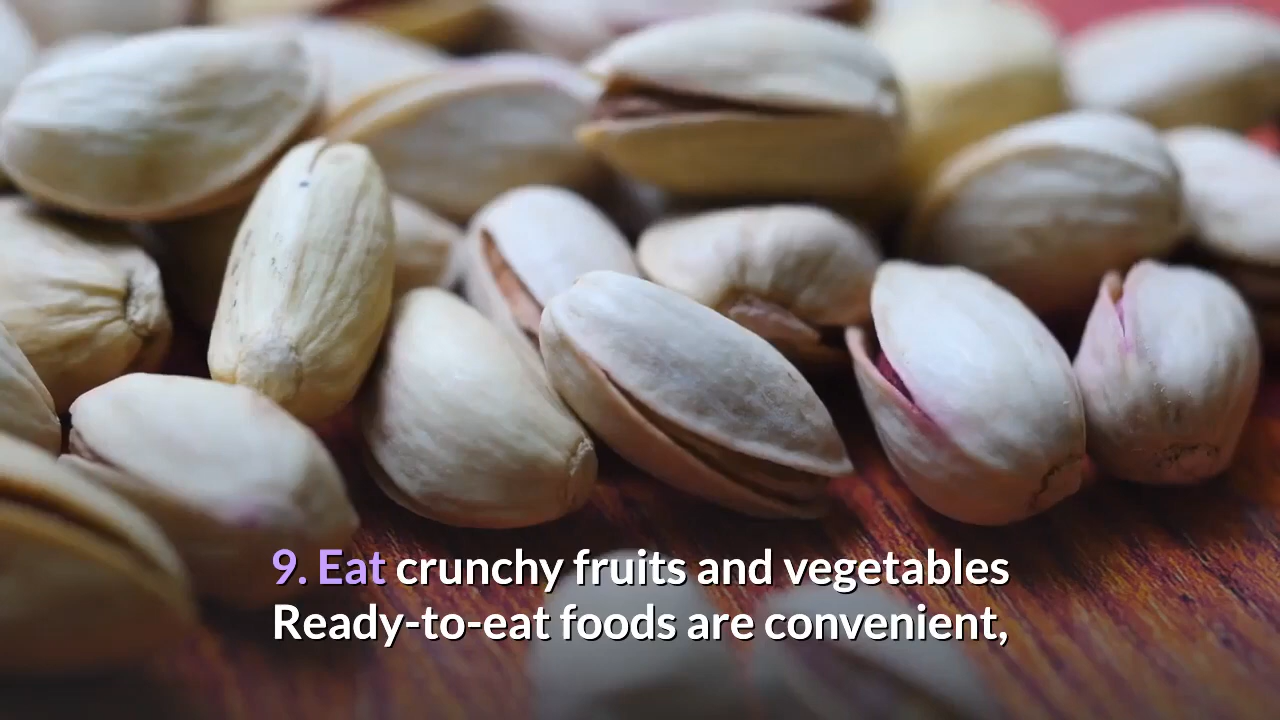 9. Eat crunchy fruits and vegetables
Ready-to-eat foods are convenient,